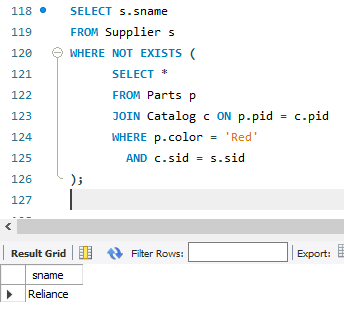 118 SELECT s.sname
119 FROM Supplier s
120 WHERE NOT EXISTS (
121 SELECT *
122 FROM Parts p
123 JOIN Catalog c ON p.pid = c.pid
124 WHERE p.color = 'Red'
125 AND c.sid = s.sid
126 );
127
Result Grid Filter Rows: Export:
sname
Reliance